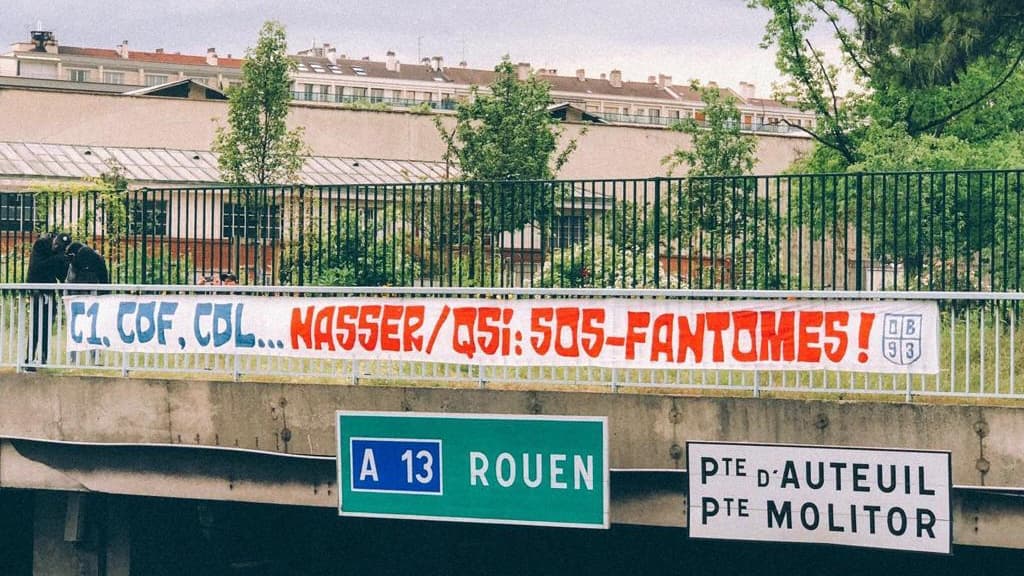 C1, CDF, CDL... NASSER/QSi: SOS-FANTOMES!
OB
93
A 13 ROUEN
PTE D'AUTEUIL
PTE MOLITOR